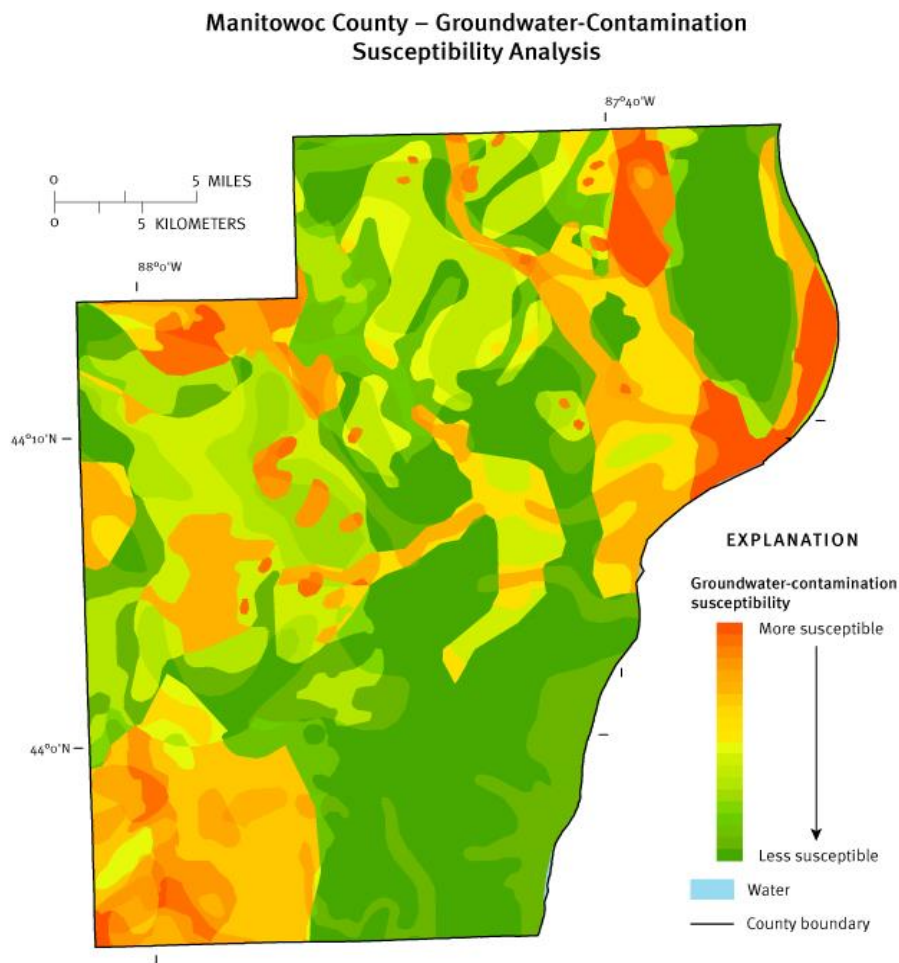 Manitowoc County – Groundwater-Contamination
Susceptibility Analysis
87°40'W
0 5 MILES
0 5 KILOMETERS
88°0'W
44°10'N
EXPLANATION
Groundwater-contamination
susceptibility
More susceptible
44°0'N
Less susceptible
Water
County boundary